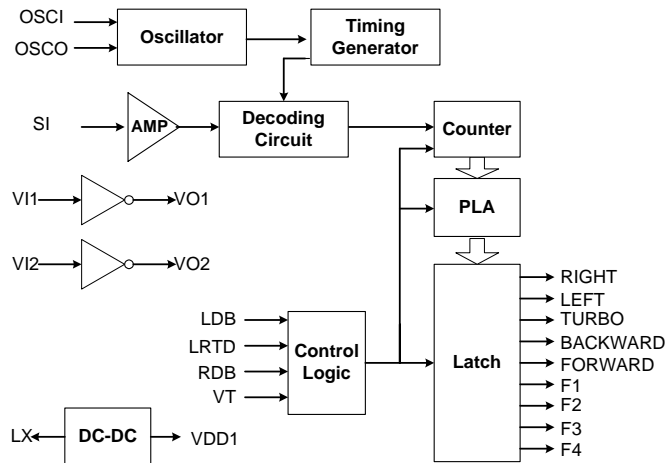 OSCI
OSCO
Oscillator
Timing
Generator
SI
AMP
Decoding
Circuit
Counter
VI1
VO1
PLA
VI2
VO2
RIGHT
LEFT
TURBO
BACKWARD
FORWARD
F1
F2
F3
F4
LDB
LRTD
RDB
VT
Control
Logic
Latch
LX
DC-DC
VDD1